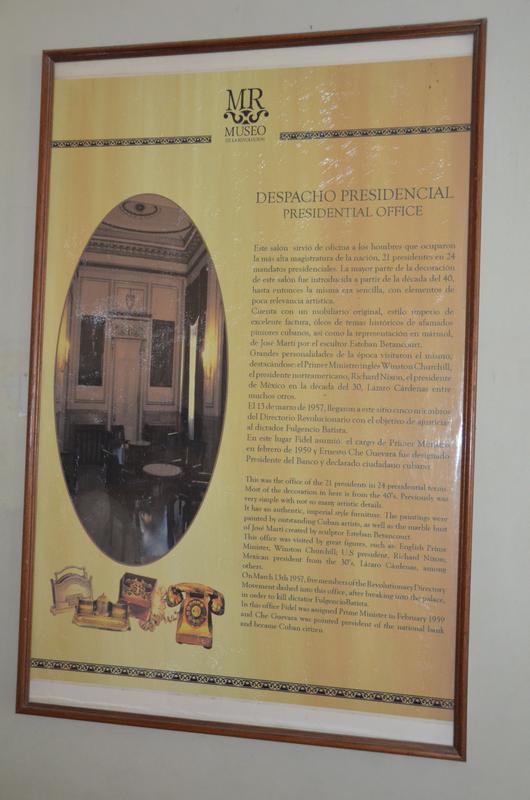 MR
MUSEO
DE LA REVOLUCION
DESPACHO PRESIDENCIAL
PRESIDENTIAL OFFICE
Este salón sirvió de oficina a los hombres que ocuparon
la más alta magistratura de la nación, 21 presidentes en 24
mandatos presidenciales. La mayor parte de la decoración
de este salón fue introducida a partir de la década del 40,
hasta entonces la misma era sencilla, con elementos de
poca relevancia artística.
Cuenta con un mobiliario original, estilo imperio de
excelente factura, óleos de temas históricos de afamados
pintores cubanos, así como la representación en mármol,
de José Martí por el escultor Esteban Betancourt.
Grandes personalidades de la época visitaron el mismo,
destacándose: el Primer Ministro inglés Winston Churchill,
el presidente norteamericano, Richard Nixon, el presidente
de México en la década del 30, Lázaro Cárdenas entre
muchos otros.
El 13 de marzo de 1957, llegaron a este sitio cinco miembros
del Directorio Revolucionario con el objetivo de ajusticiar
al dictador Fulgencio Batista.
En este lugar Fidel asumió el cargo de Primer Ministro
en febrero de 1959 y Ernesto Che Guevara fue designado
Presidente del Banco y declarado ciudadano cubano.
This was the office of the 21 presidents in 24 presidential terms.
Most of the decoration in here is from the 40's. Previously was
very simple with not so many artistic details.
It has an authentic, imperial style furniture. The paintings were
painted by outstanding Cuban artists, as well as the marble bust
of José Martí created by sculptor Esteban Betancourt.
This office was visited by great figures, such as: English Prime
Minister, Winston Churchill; U.S president, Richard Nixon;
Mexican president from the 30's, Lázaro Cárdenas, among
others.
On March 13th 1957, five members of the Revolutionary Directory
Movement dashed into this office, after breaking into the palace,
in order to kill dictator Fulgencio Batista.
In this office Fidel was assigned Prime Minister in February 1959
and Che Guevara was pointed president of the national bank
and became Cuban citizen.